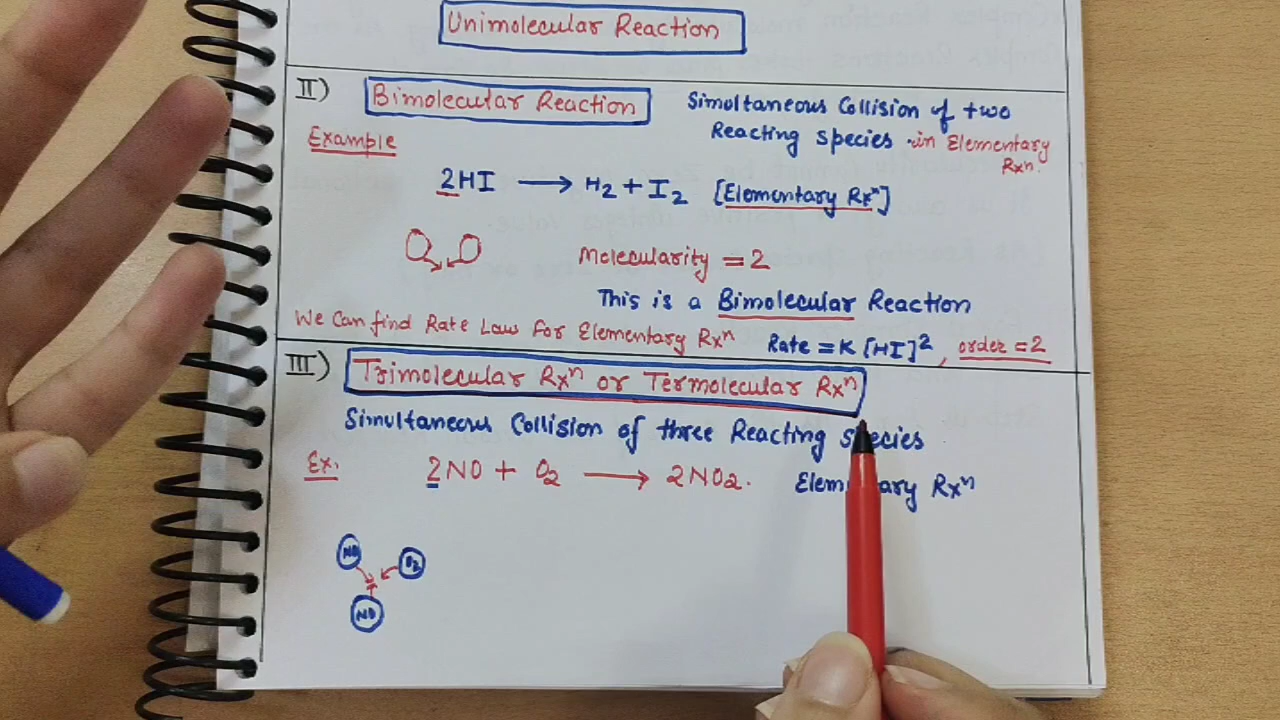 Unimolecular Reaction
II) Bimolecular Reaction
Simultaneous Collision of two
Reacting species in Elementary
Rxn.
Example
2HI ⟶ H₂ + I₂ [Elementary Rxⁿ]
Molecularity = 2
This is a Bimolecular Reaction
We Can find Rate Law For Elementary Rxⁿ Rate = K [HI]², order = 2
III) Trimolecular Rxⁿ or Termolecular Rxⁿ
Simultaneous Collision of three Reacting species
Ex. 2NO + O₂ ⟶ 2NO₂. Elementary Rxⁿ
NO O₂
NO